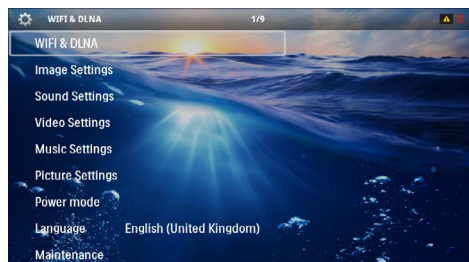 WIFI & DLNA 1/9
WIFI & DLNA
Image Settings
Sound Settings
Video Settings
Music Settings
Picture Settings
Power mode
Language English (United Kingdom)
Maintenance